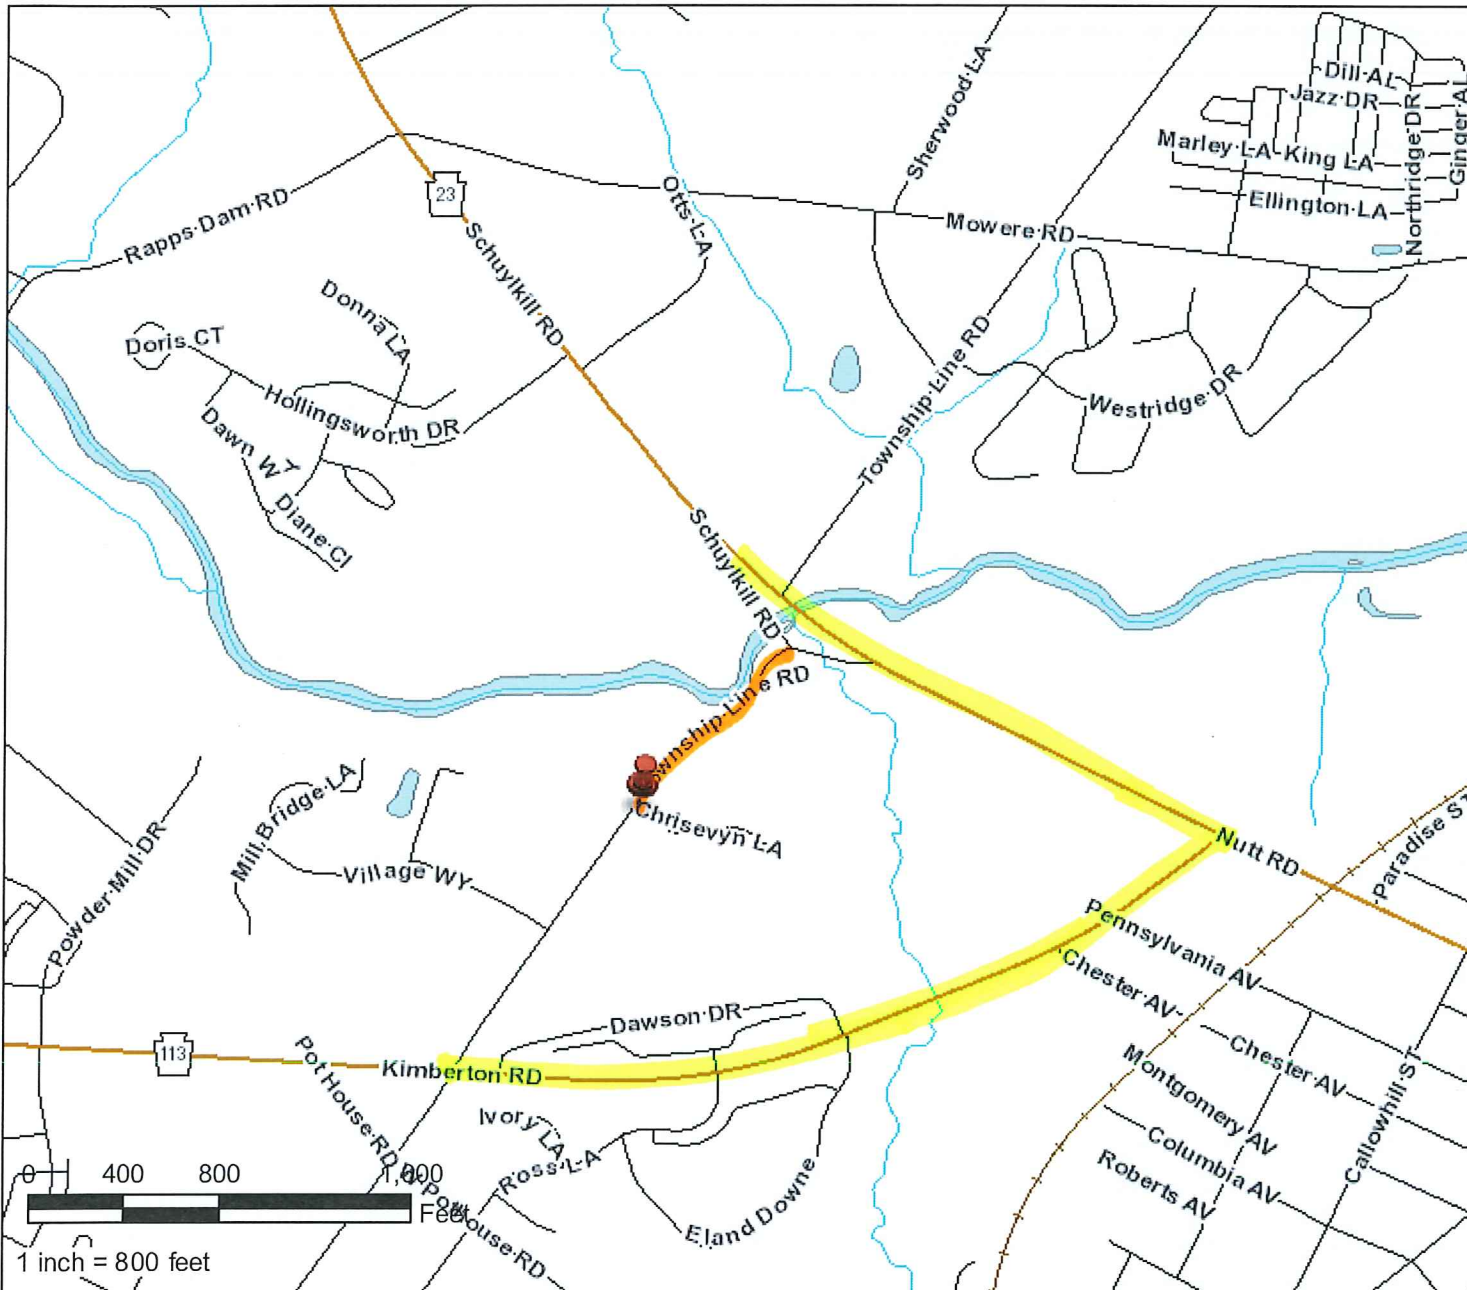 Dill AL
Jazz DR
Marley LA
King LA
Ellington LA
Northridge DR
Ginger AL
Sherwood LA
Otts LA
Mowere RD
Rapps Dam RD
23
Schuylkill RD
Donna LA
Doris CT
Hollingsworth DR
Dawn WY
Diane CI
Township Line RD
Westridge DR
Schuylkill RD
Township Line RD
Chrisevyn LA
Mill Bridge LA
Village WY
Powder Mill DR
Nutt RD
Paradise ST
Pennsylvania AV
Chester AV
Chester AV
Dawson DR
113
Kimberton RD
Pot House RD
Ivory LA
Ross LA
Eland Downe
Montgomery AV
Columbia AV
Roberts AV
Callowhill ST
House RD
0 400 800
Feet
1 inch = 800 feet